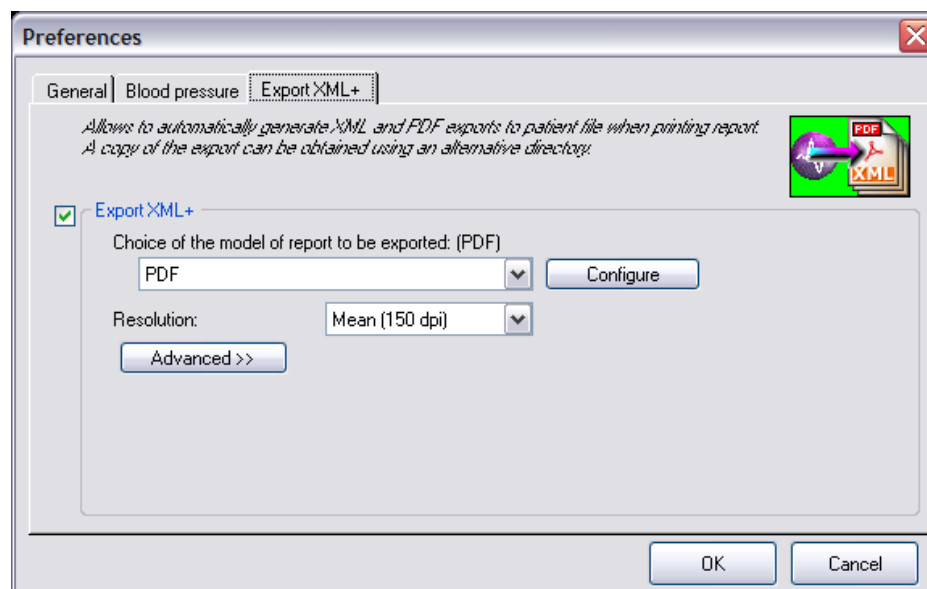 Preferences
General Blood pressure Export XML+
Allows to automatically generate XML and PDF exports to patient file when printing report.
A copy of the export can be obtained using an alternative directory.
PDF
XML
Export XML+
Choice of the model of report to be exported: (PDF)
PDF Configure
Resolution: Mean (150 dpi)
Advanced >>
OK Cancel